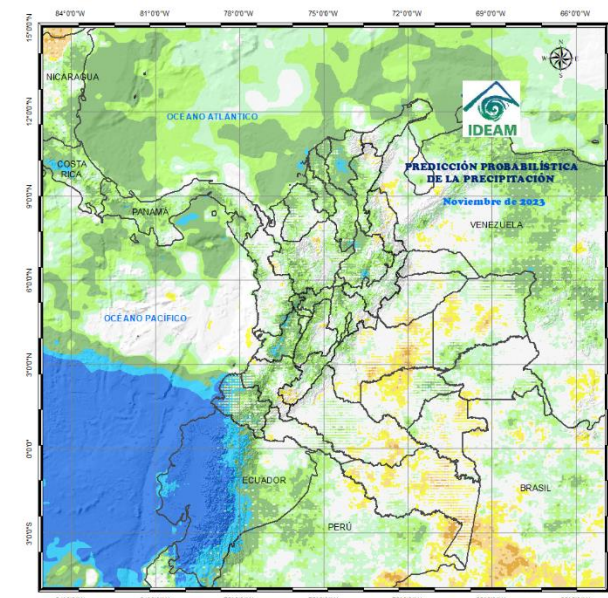 84°0'0"W 81°0'0"W 78°0'0"W 75°0'0"W 72°0'0"W 69°0'0"W 66°0'0"W
15°0'0"N
N
W E
S
NICARAGUA
IDEAM
OCÉANO ATLÁNTICO
12°0'0"N
COSTA
RICA
PREDICCIÓN PROBABILÍSTICA
DE LA PRECIPITACIÓN
Noviembre de 2023
9°0'0"N
PANAMÁ
VENEZUELA
6°0'0"N
OCÉANO PACÍFICO
3°0'0"N
0°0'0"
ECUADOR
BRASIL
PERÚ
3°0'0"S